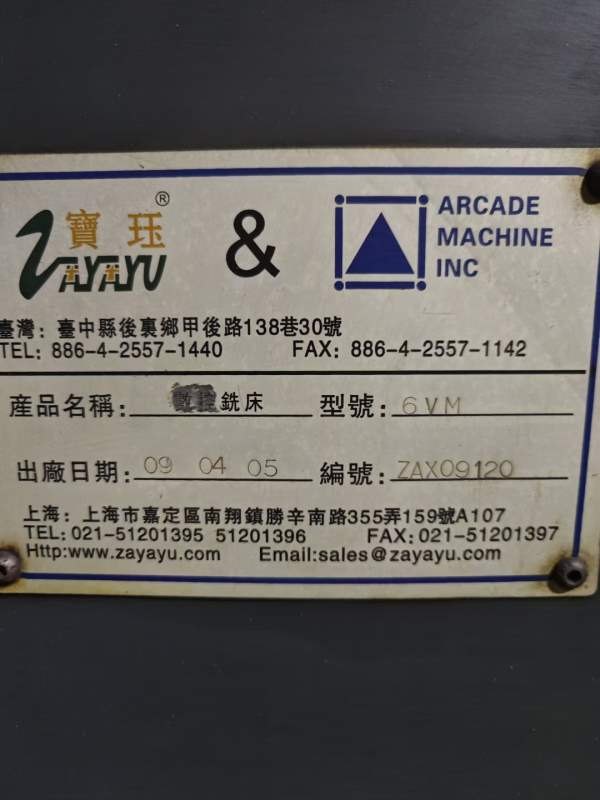 寶珏®
ZAYAYU
&
ARCADE
MACHINE
INC
臺灣：臺中縣後裏鄉甲後路138巷30號
TEL: 886-4-2557-1440 FAX: 886-4-2557-1142
産品名稱: 銑床 型號: 6VM
出廠日期: 09 04 05 編號: ZAX09120
上海：上海市嘉定區南翔鎮勝辛南路355弄159號A107
TEL: 021-51201395 51201396 FAX: 021-51201397
Http:www.zayayu.com Email:sales@zayayu.com